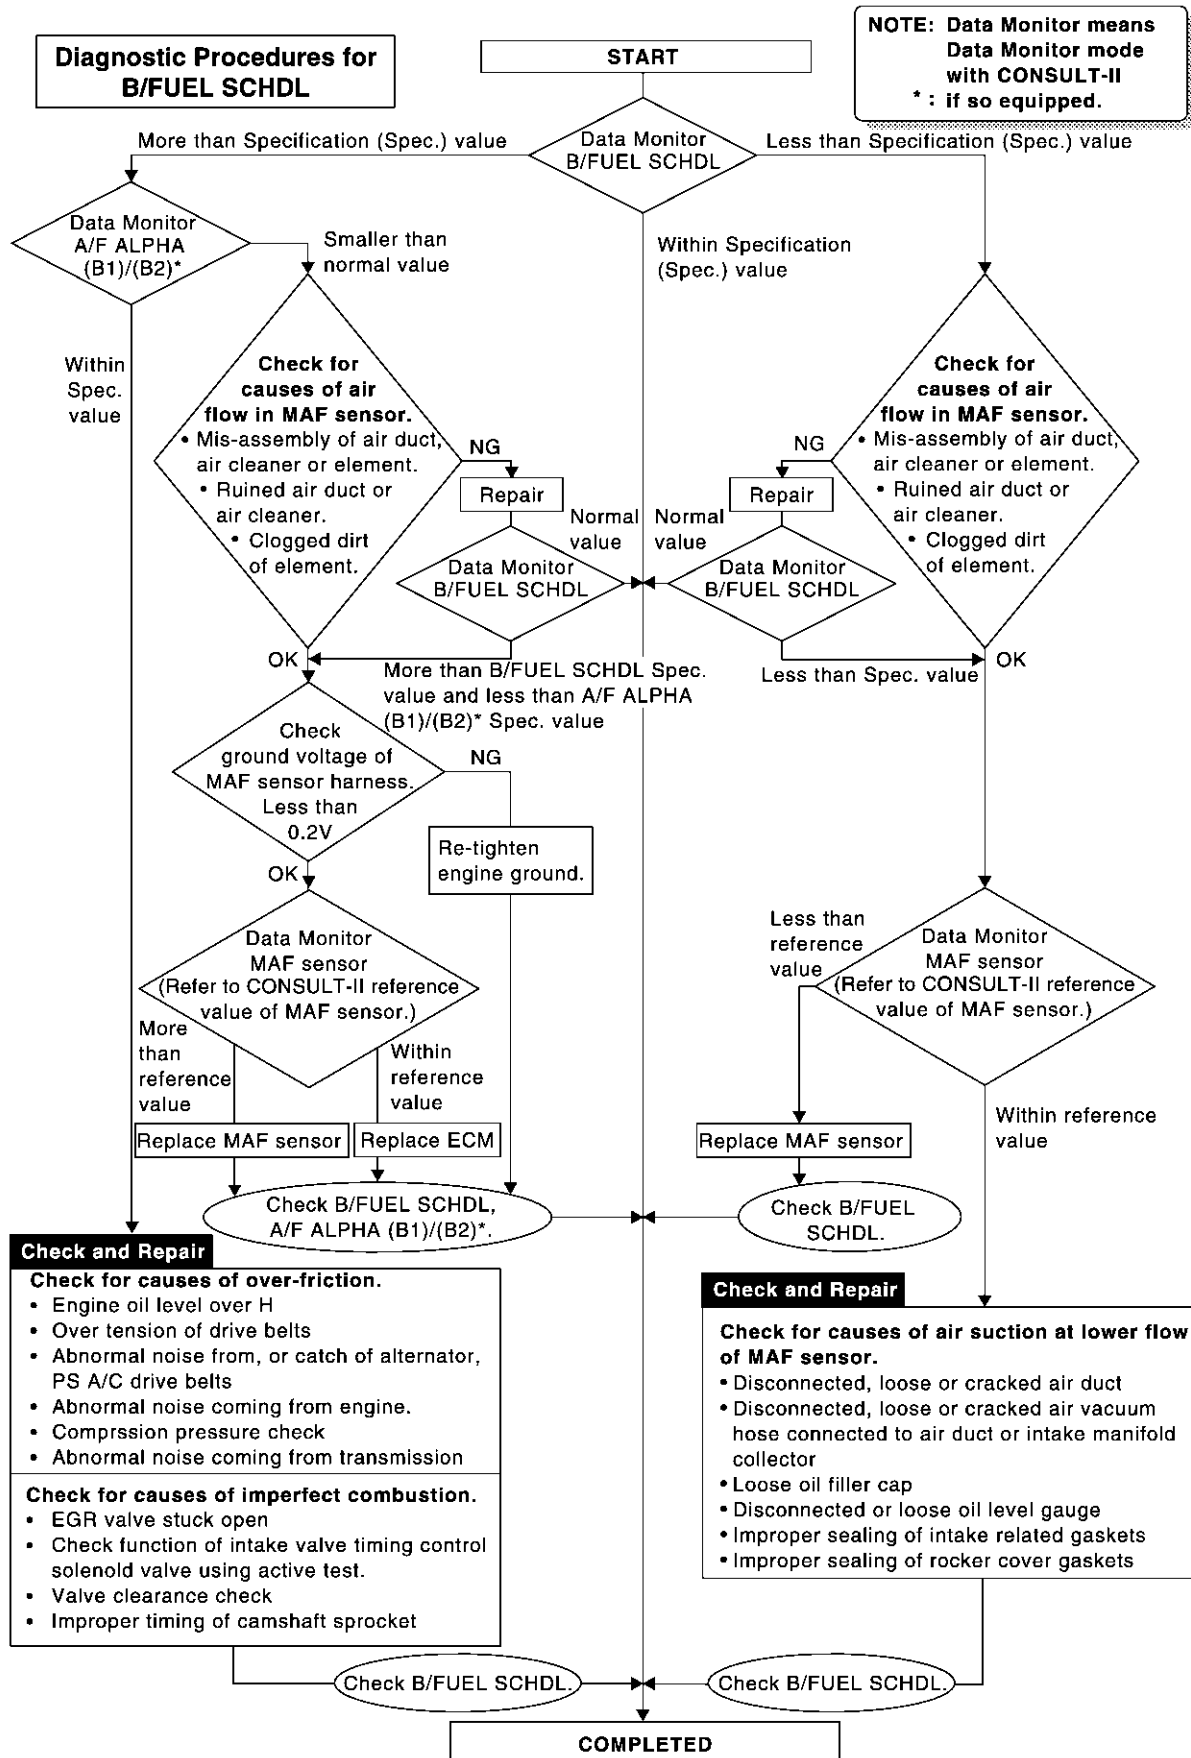 Diagnostic Procedures for
B/FUEL SCHDL
START
NOTE: Data Monitor means
Data Monitor mode
with CONSULT-II
* : if so equipped.
More than Specification (Spec.) value
Data Monitor
B/FUEL SCHDL
Less than Specification (Spec.) value
Data Monitor
A/F ALPHA
(B1)/(B2)*
Smaller than
normal value
Within Specification
(Spec.) value
Within
Spec.
value
Check for
causes of air
flow in MAF sensor.
• Mis-assembly of air duct,
air cleaner or element.
• Ruined air duct or
air cleaner.
• Clogged dirt
of element.
NG
Repair
Normal
value
Data Monitor
B/FUEL SCHDL
Check for
causes of air
flow in MAF sensor.
• Mis-assembly of air duct,
air cleaner or element.
• Ruined air duct or
air cleaner.
• Clogged dirt
of element.
NG
Repair
Normal
value
Data Monitor
B/FUEL SCHDL
OK
More than B/FUEL SCHDL Spec.
value and less than A/F ALPHA
(B1)/(B2)* Spec. value
Less than Spec. value
OK
Check
ground voltage of
MAF sensor harness.
Less than
0.2V
NG
Re-tighten
engine ground.
OK
Data Monitor
MAF sensor
(Refer to CONSULT-II reference
value of MAF sensor.)
More
than
reference
value
Within
reference
value
Replace MAF sensor
Replace ECM
Check B/FUEL SCHDL,
A/F ALPHA (B1)/(B2)*.
Less than
reference
value
Data Monitor
MAF sensor
(Refer to CONSULT-II reference
value of MAF sensor.)
Within reference
value
Replace MAF sensor
Check B/FUEL
SCHDL.
Check and Repair
Check for causes of over-friction.
• Engine oil level over H
• Over tension of drive belts
• Abnormal noise from, or catch of alternator,
PS A/C drive belts
• Abnormal noise coming from engine.
• Comprssion pressure check
• Abnormal noise coming from transmission
Check for causes of imperfect combustion.
• EGR valve stuck open
• Check function of intake valve timing control
solenold valve using active test.
• Valve clearance check
• Improper timing of camshaft sprocket
Check and Repair
Check for causes of air suction at lower flow
of MAF sensor.
• Disconnected, loose or cracked air duct
• Disconnected, loose or cracked air vacuum
hose connected to air duct or intake manifold
collector
• Loose oil filler cap
• Disconnected or loose oil level gauge
• Improper sealing of intake related gaskets
• Improper sealing of rocker cover gaskets
Check B/FUEL SCHDL.
Check B/FUEL SCHDL.
COMPLETED